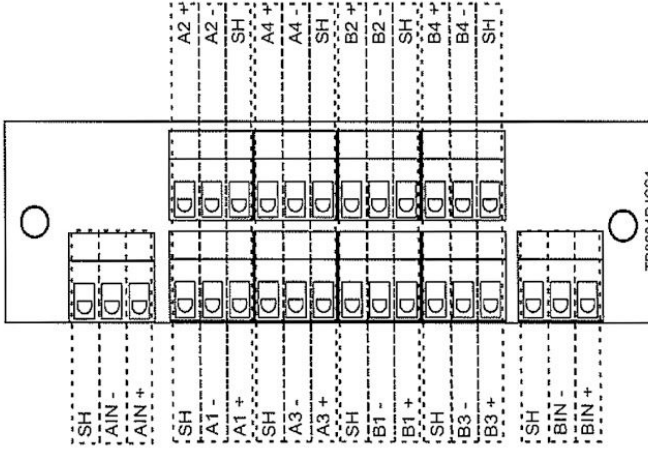 A2 +
A2 -
SH
A4 +
A4 -
SH
B2 +
B2 -
SH
B4 +
B4 -
SH
SH
AIN -
AIN +
SH
A1 -
A1 +
SH
A3 -
A3 +
SH
B1 -
B1 +
SH
B3 -
B3 +
SH
BIN -
BIN +